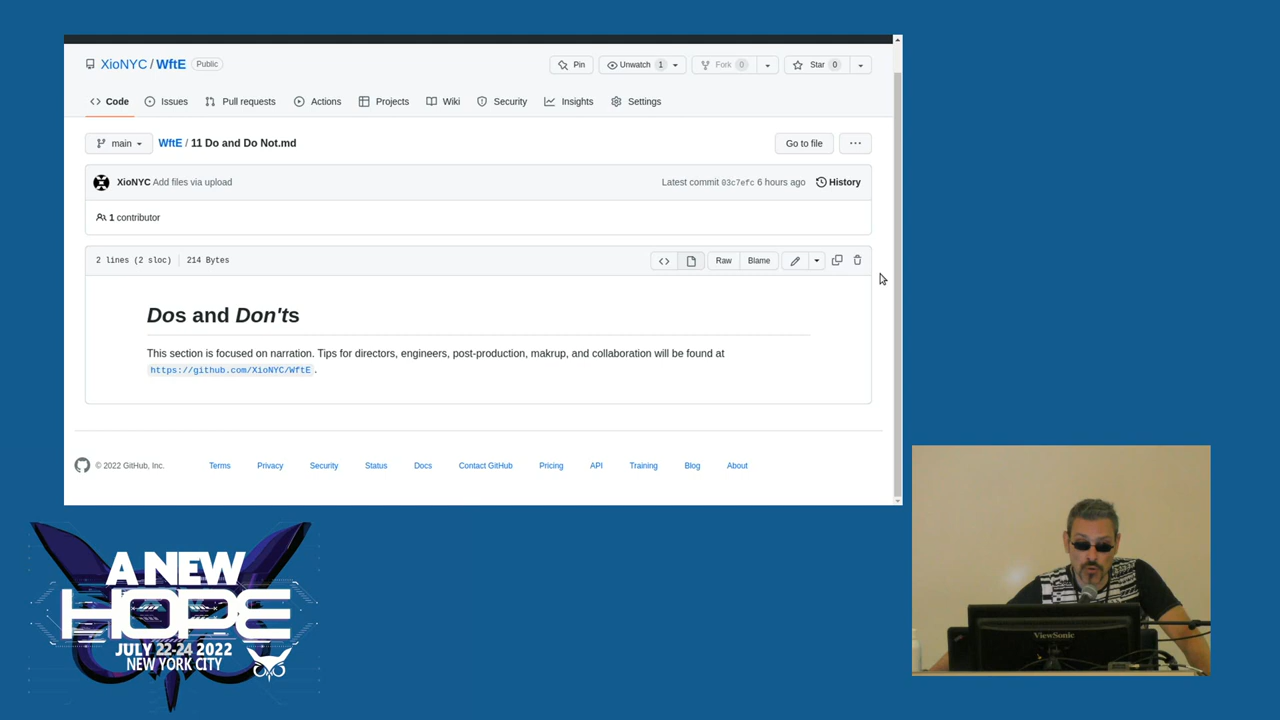 XioNYC / WftE Public
Pin
Unwatch 1
Fork 0
Star 0
Code
Issues
Pull requests
Actions
Projects
Wiki
Security
Insights
Settings
main
WftE / 11 Do and Do Not.md
Go to file
XioNYC Add files via upload
Latest commit 03c7efc 6 hours ago
History
1 contributor
2 lines (2 sloc) 214 Bytes
Raw
Blame
Dos and Don'ts
This section is focused on narration. Tips for directors, engineers, post-production, makrup, and collaboration will be found at
https://github.com/XioNYC/WftE.
© 2022 GitHub, Inc.
Terms
Privacy
Security
Status
Docs
Contact GitHub
Pricing
API
Training
Blog
About
A NEW
HOPE
JULY 22-24 2022
NEW YORK CITY
ViewSonic